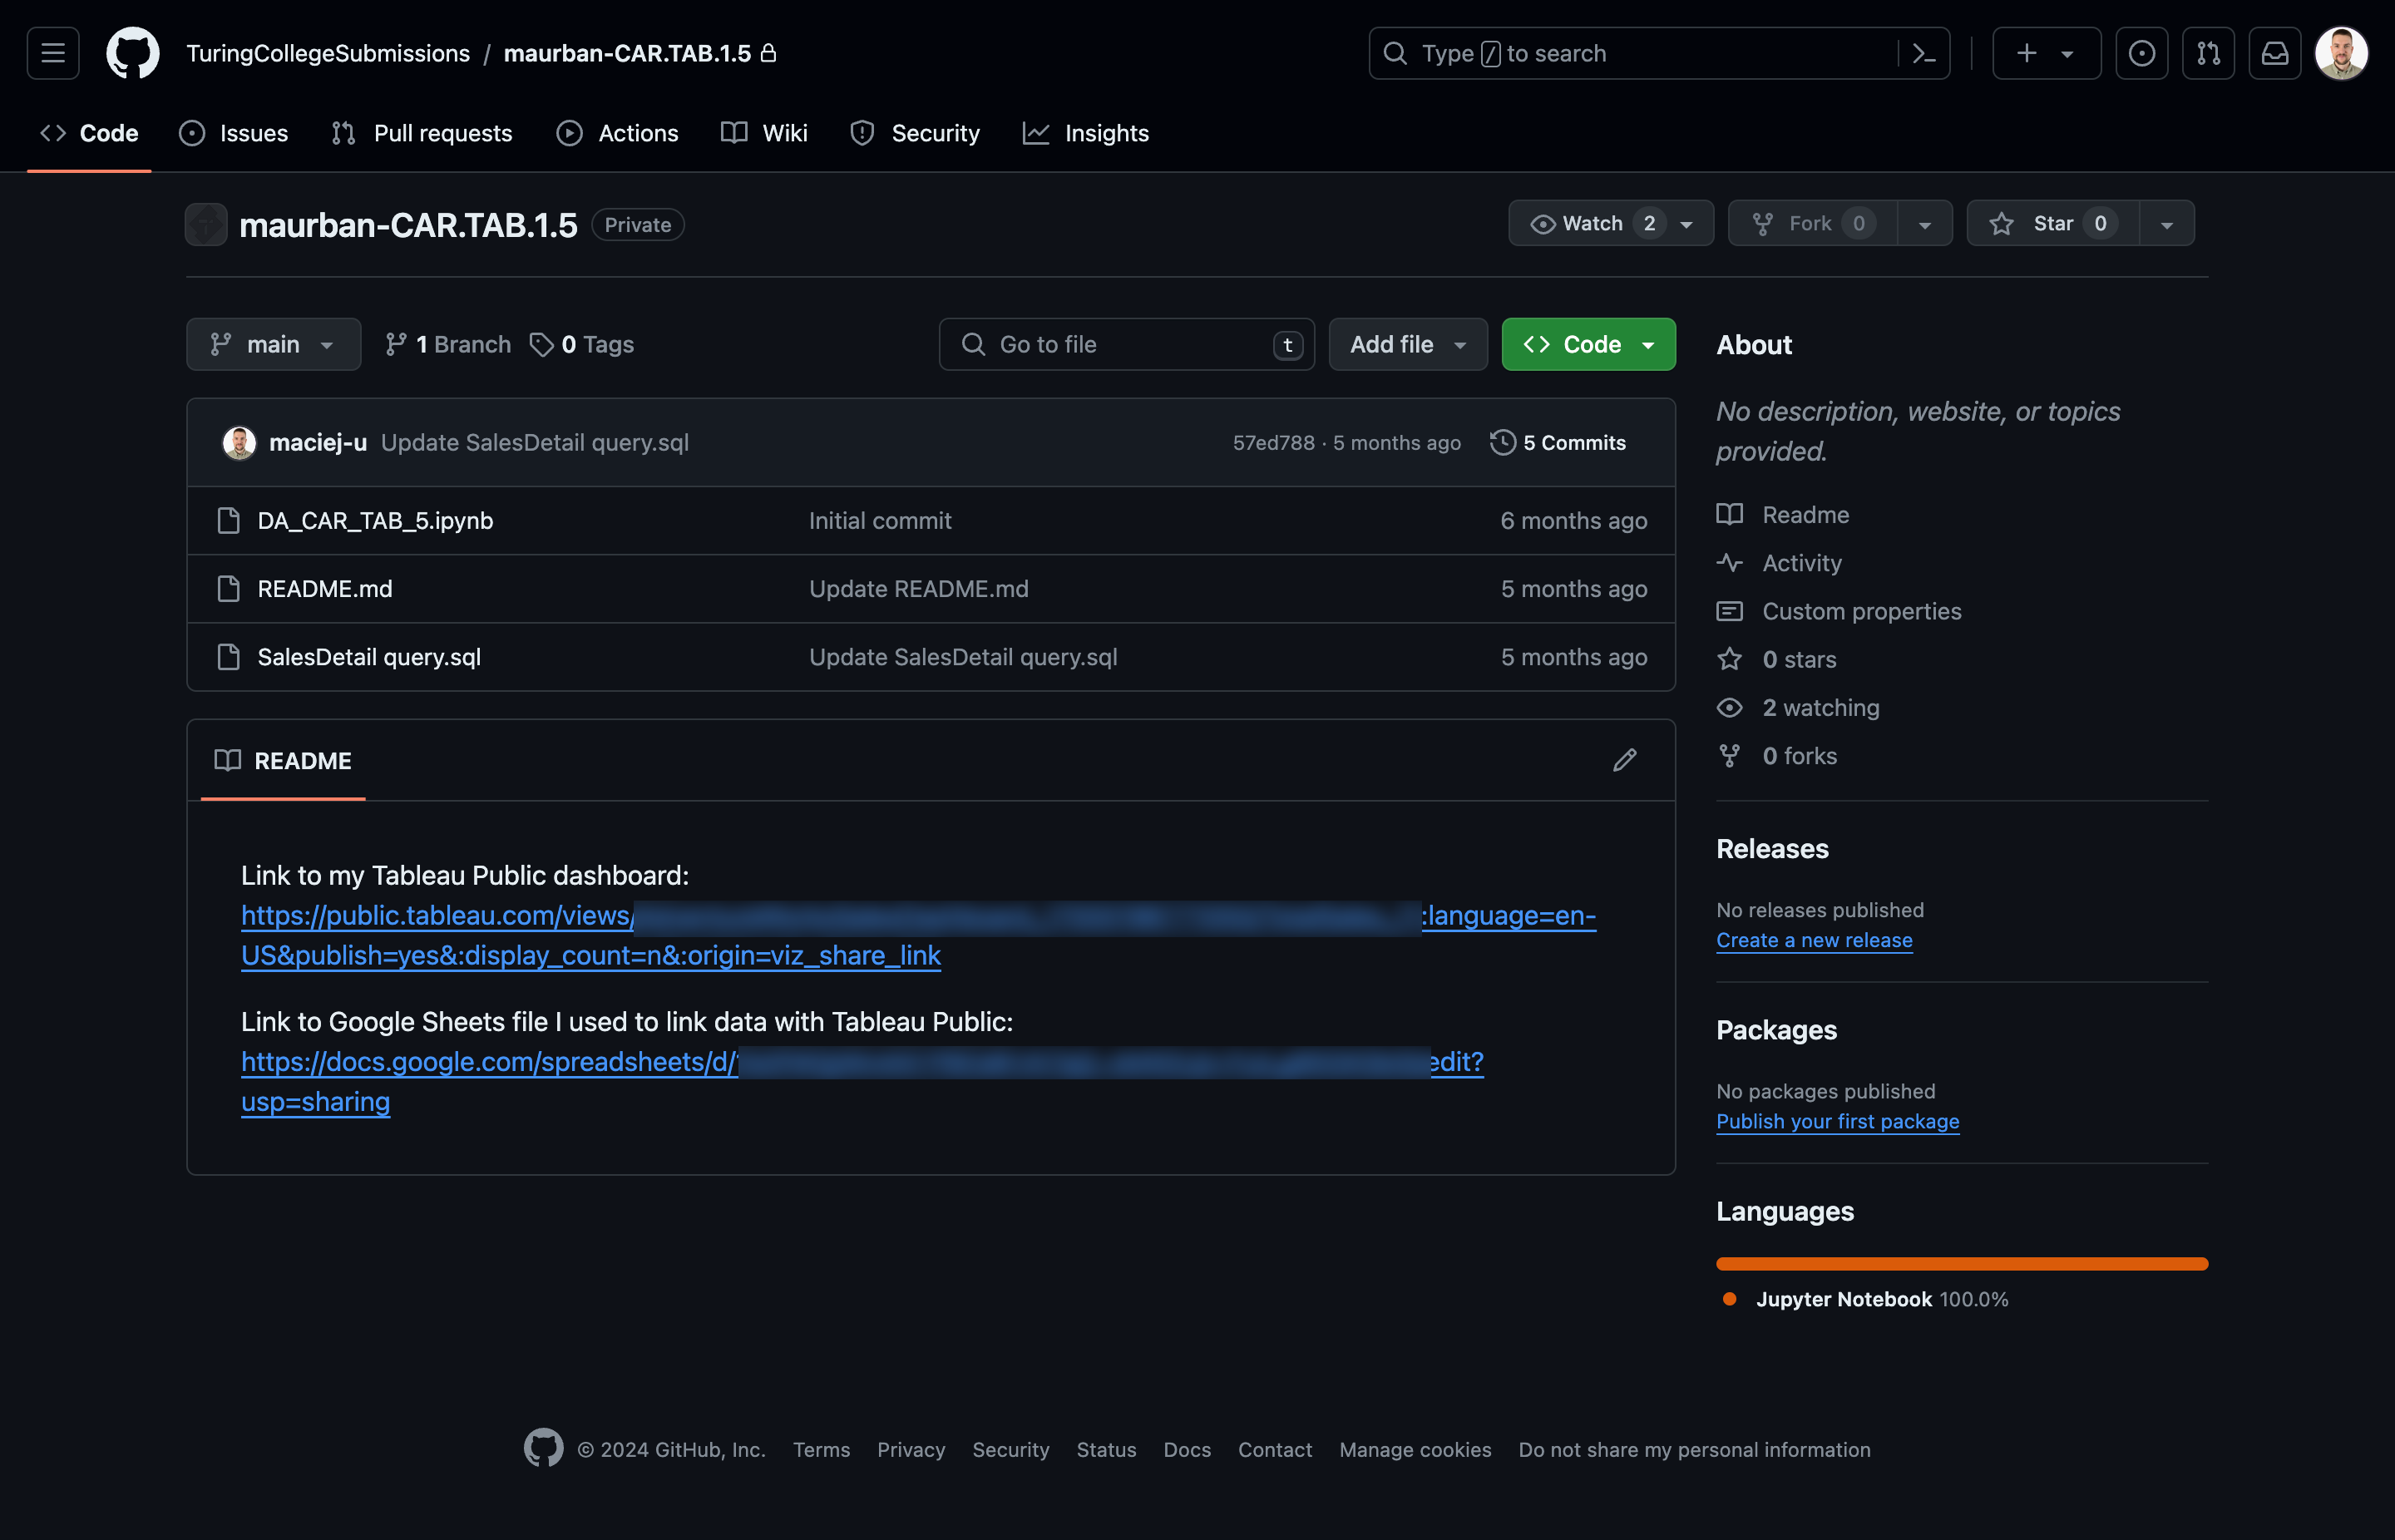 TuringCollegeSubmissions / maurban-CAR.TAB.1.5
Type / to search
Code Issues Pull requests Actions Wiki Security Insights
maurban-CAR.TAB.1.5 Private
Watch 2 Fork 0 Star 0
main 1 Branch 0 Tags Go to file t Add file Code
maciej-u Update SalesDetail query.sql 57ed788 · 5 months ago 5 Commits
DA_CAR_TAB_5.ipynb Initial commit 6 months ago
README.md Update README.md 5 months ago
SalesDetail query.sql Update SalesDetail query.sql 5 months ago
README
Link to my Tableau Public dashboard:
https://public.tableau.com/views/ :language=en-
US&publish=yes&:display_count=n&:origin=viz_share_link
Link to Google Sheets file I used to link data with Tableau Public:
https://docs.google.com/spreadsheets/d/ edit?
usp=sharing
About
No description, website, or topics
provided.
Readme
Activity
Custom properties
0 stars
2 watching
0 forks
Releases
No releases published
Create a new release
Packages
No packages published
Publish your first package
Languages
Jupyter Notebook 100.0%
© 2024 GitHub, Inc. Terms Privacy Security Status Docs Contact Manage cookies Do not share my personal information